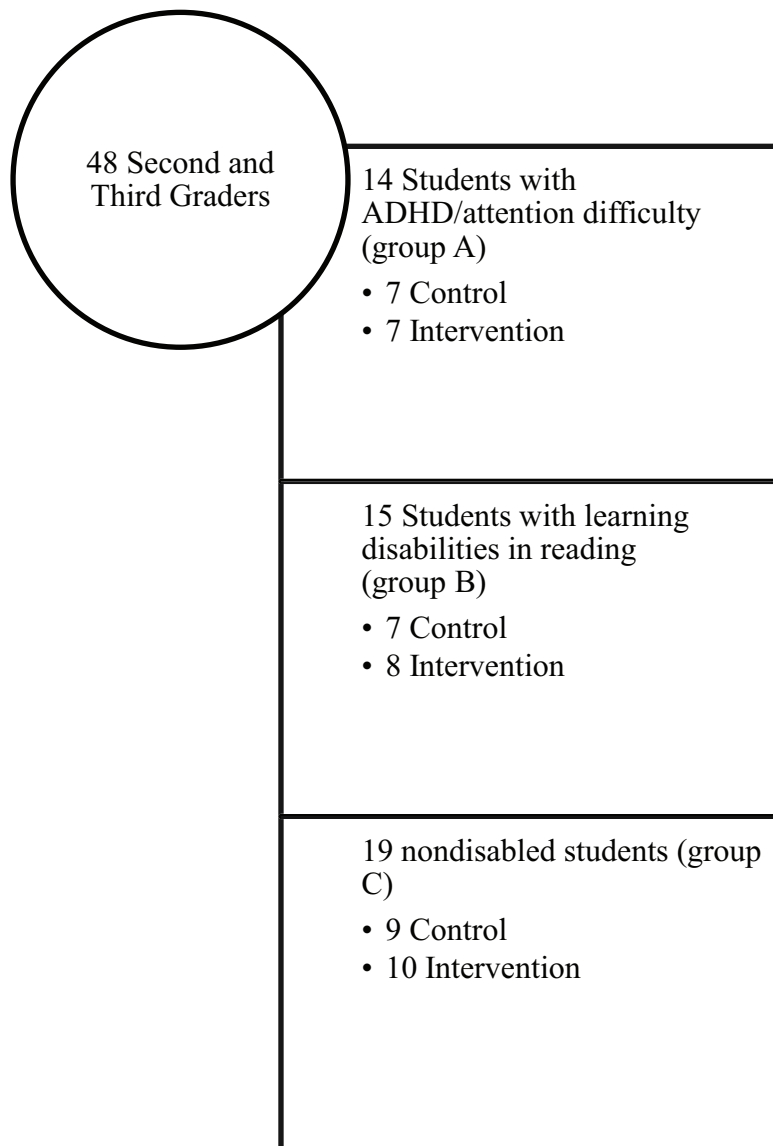 48 Second and
Third Graders
14 Students with
ADHD/attention difficulty
(group A)
• 7 Control
• 7 Intervention
15 Students with learning
disabilities in reading
(group B)
• 7 Control
• 8 Intervention
19 nondisabled students (group
C)
• 9 Control
• 10 Intervention